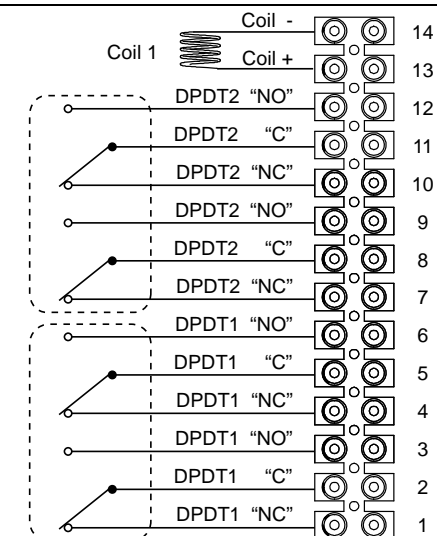 Coil - 14
Coil 1
Coil + 13
DPDT2 “NO” 12
DPDT2 “C” 11
DPDT2 “NC” 10
DPDT2 “NO” 9
DPDT2 “C” 8
DPDT2 “NC” 7
DPDT1 “NO” 6
DPDT1 “C” 5
DPDT1 “NC” 4
DPDT1 “NO” 3
DPDT1 “C” 2
DPDT1 “NC” 1